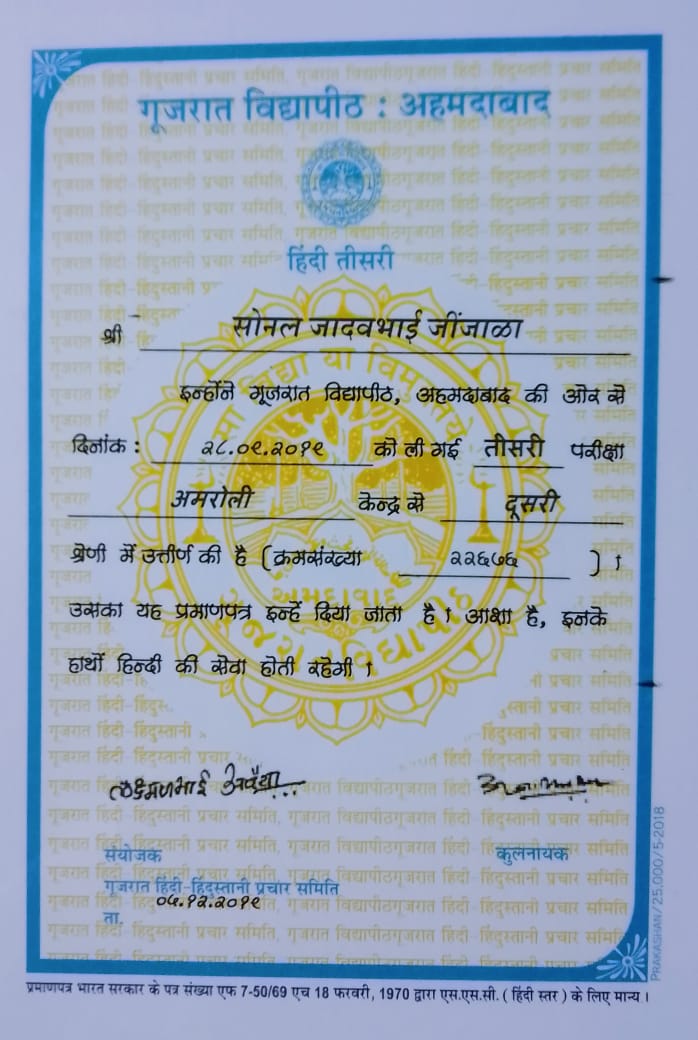 गूजरात विद्यापीठ : अहमदाबाद
हिंदी तीसरी
श्री सोनल जादवभाई जींजाळा
इन्होंने गूजरात विद्यापीठ, अहमदाबाद की ओर से
दिनांक : २८.०९.२०१९ को ली गई तीसरी परीक्षा
अमरोली केन्द्र से दूसरी
श्रेणी में उत्तीर्ण की है (क्रमसंख्या २२६७६ ) ।
उसका यह प्रमाणपत्र इन्हें दिया जाता है। आशा है, इनके
हाथों हिन्दी की सेवा होती रहेगी ।
लक्ष्मणभाई
संयोजक कुलनायक
गूजरात हिंदी-हिंदुस्तानी प्रचार समिति
ता. ०५.१२.२०१९
PRAKASHAN/25,000/5-2018
प्रमाणपत्र भारत सरकार के पत्र संख्या एफ 7-50/69 एच 18 फरवरी, 1970 द्वारा एस.एस.सी. ( हिंदी स्तर ) के लिए मान्य ।